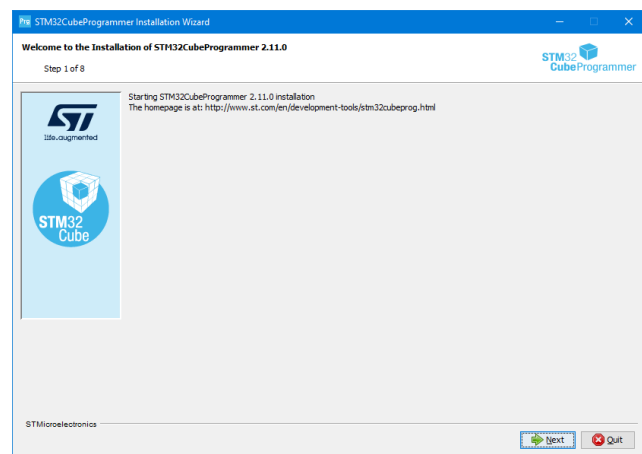 Pro STM32CubeProgrammer Installation Wizard
Welcome to the Installation of STM32CubeProgrammer 2.11.0
Step 1 of 8
STM32
CubeProgrammer
Starting STM32CubeProgrammer 2.11.0 installation
The homepage is at: http://www.st.com/en/development-tools/stm32cubeprog.html
ST
life.augmented
STM32
Cube
STMicroelectronics
Next
Quit